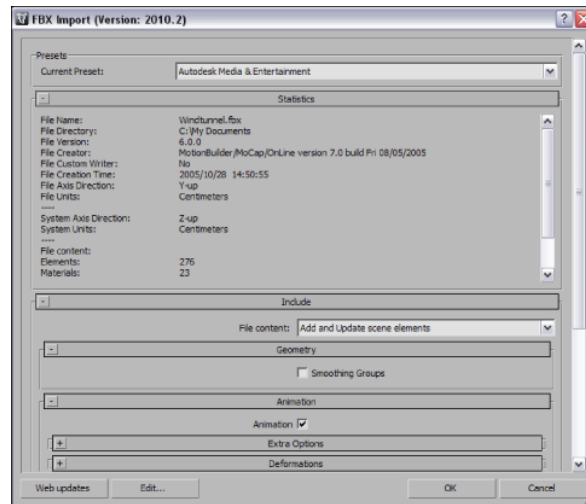 FBX Import (Version: 2010.2)
Presets
Current Preset: Autodesk Media & Entertainment
Statistics
File Name: Windtunnel.fbx
File Directory: C:\My Documents
File Version: 6.0.0
File Creator: MotionBuilder/MoCap/OnLine version 7.0 build Fri 08/05/2005
File Custom Writer: No
File Creation Time: 2005/10/28 14:50:55
File Axis Direction: Y-up
File Units: Centimeters
----
System Axis Direction: Z-up
System Units: Centimeters
----
File content:
Elements: 276
Materials: 23
Include
File content: Add and Update scene elements
Geometry
Smoothing Groups
Animation
Animation
Extra Options
Deformations
Web updates Edit... OK Cancel